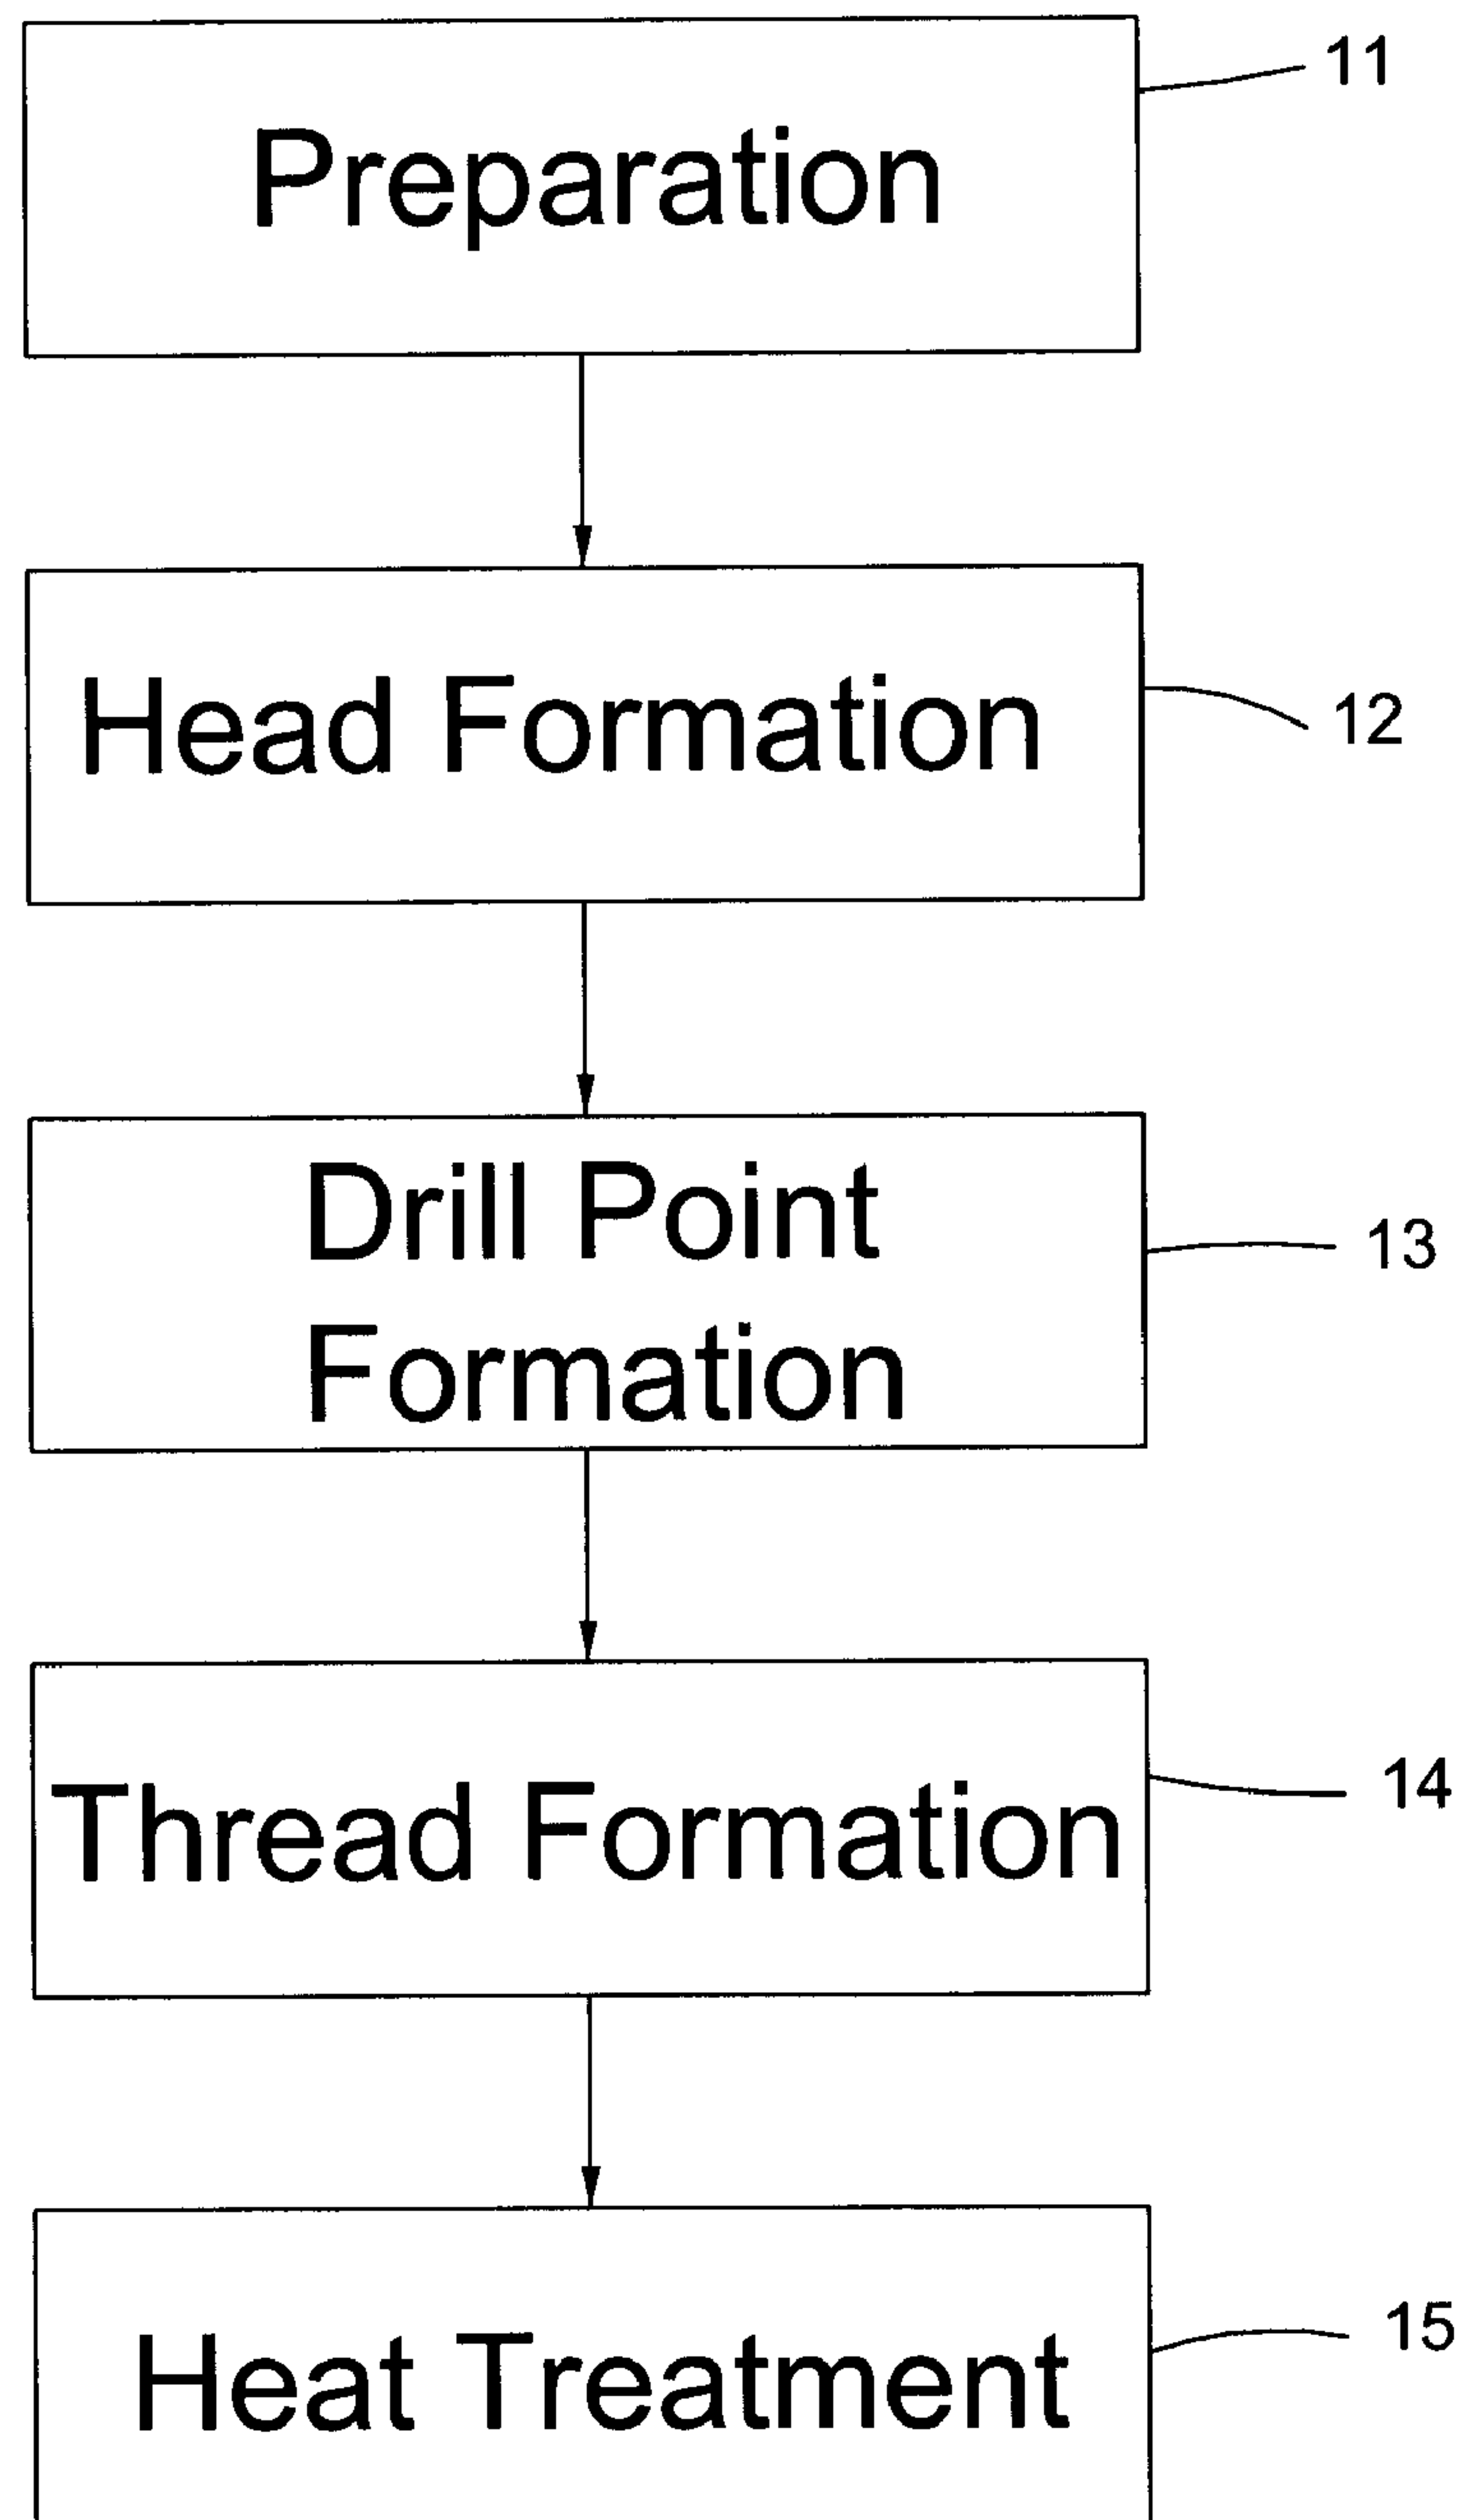 11
Preparation
12
Head Formation
13
Drill Point
Formation
14
Thread Formation
15
Heat Treatment